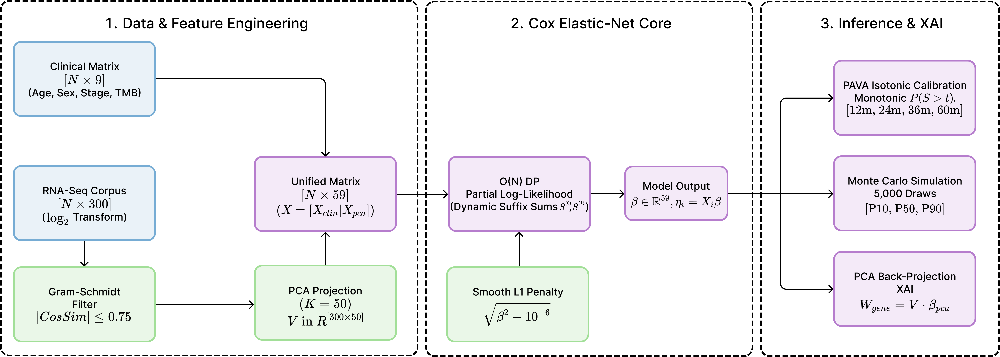 1. Data & Feature Engineering
Clinical Matrix
[N × 9]
(Age, Sex, Stage, TMB)
RNA-Seq Corpus
[N × 300]
(log₂ Transform)
Gram-Schmidt
Filter
|CosSim| ≤ 0.75
PCA Projection
(K = 50)
V in R^[300×50]
Unified Matrix
[N × 59]
(X = [X_clin|X_pca])
2. Cox Elastic-Net Core
O(N) DP
Partial Log-Likelihood
(Dynamic Suffix Sums S⁽⁰⁾,S⁽¹⁾)
Smooth L1 Penalty
√(β² + 10⁻⁶)
Model Output
β ∈ ℝ⁵⁹, η_i = X_iβ
3. Inference & XAI
PAVA Isotonic Calibration
Monotonic P(S > t).
[12m, 24m, 36m, 60m]
Monte Carlo Simulation
5,000 Draws
[P10, P50, P90]
PCA Back-Projection
XAI
W_gene = V · β_pca